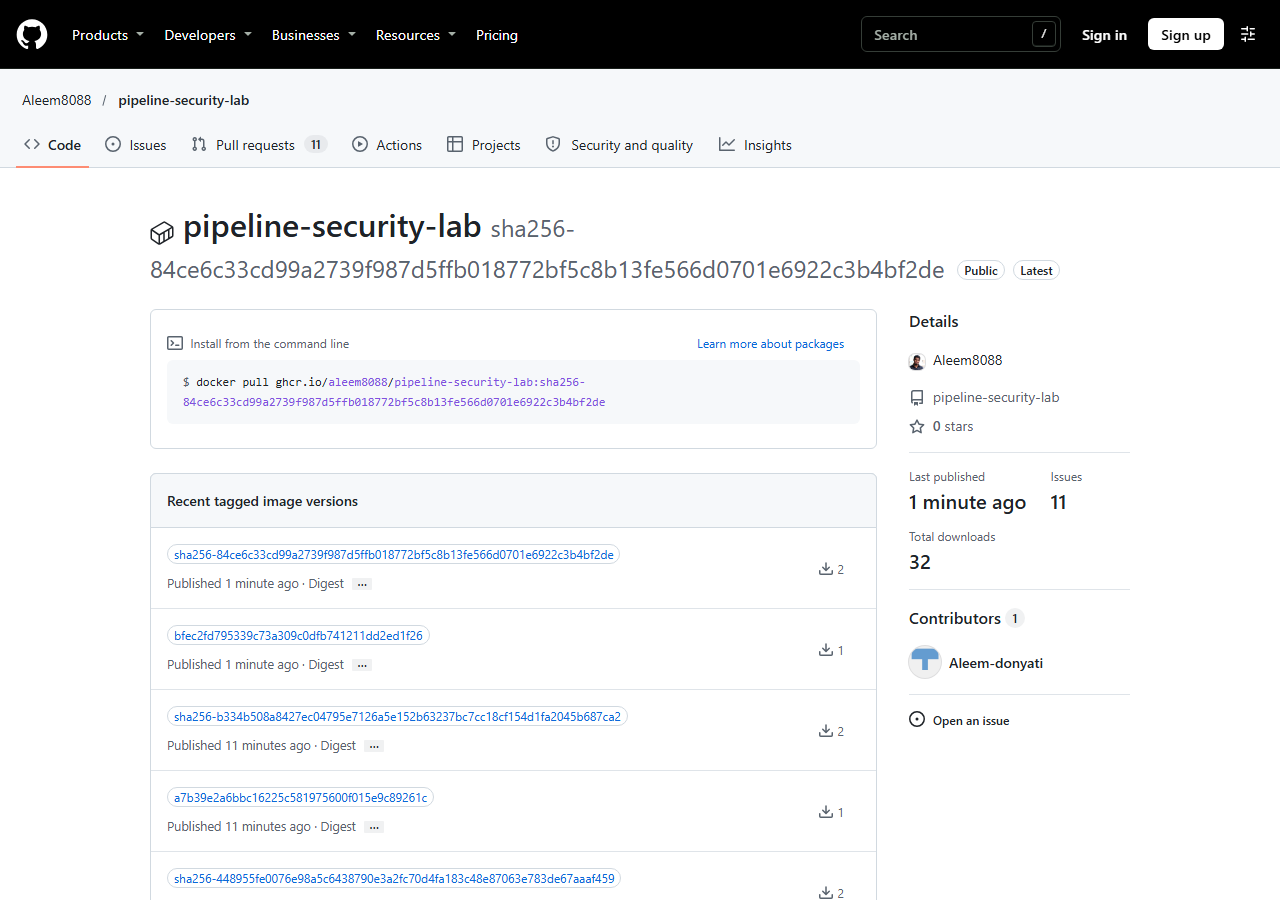 Products Developers Businesses Resources Pricing Search / Sign in Sign up
Aleem8088 / pipeline-security-lab
Code Issues Pull requests 11 Actions Projects Security and quality Insights
pipeline-security-lab sha256-
84ce6c33cd99a2739f987d5ffb018772bf5c8b13fe566d0701e6922c3b4bf2de Public Latest
Install from the command line Learn more about packages
$ docker pull ghcr.io/aleem8088/pipeline-security-lab:sha256-
84ce6c33cd99a2739f987d5ffb018772bf5c8b13fe566d0701e6922c3b4bf2de
Recent tagged image versions
sha256-84ce6c33cd99a2739f987d5ffb018772bf5c8b13fe566d0701e6922c3b4bf2de
Published 1 minute ago · Digest …
2
bfec2fd795339c73a309c0dfb741211dd2ed1f26
Published 1 minute ago · Digest …
1
sha256-b334b508a8427ec04795e7126a5e152b63237bc7cc18cf154d1fa2045b687ca2
Published 11 minutes ago · Digest …
2
a7b39e2a6bbc16225c581975600f015e9c89261c
Published 11 minutes ago · Digest …
1
sha256-448955fe0076e98a5c6438790e3a2fc70d4fa183c48e87063e783de67aaaf459
2
Details
Aleem8088
pipeline-security-lab
0 stars
Last published Issues
1 minute ago 11
Total downloads
32
Contributors 1
Aleem-donyati
Open an issue